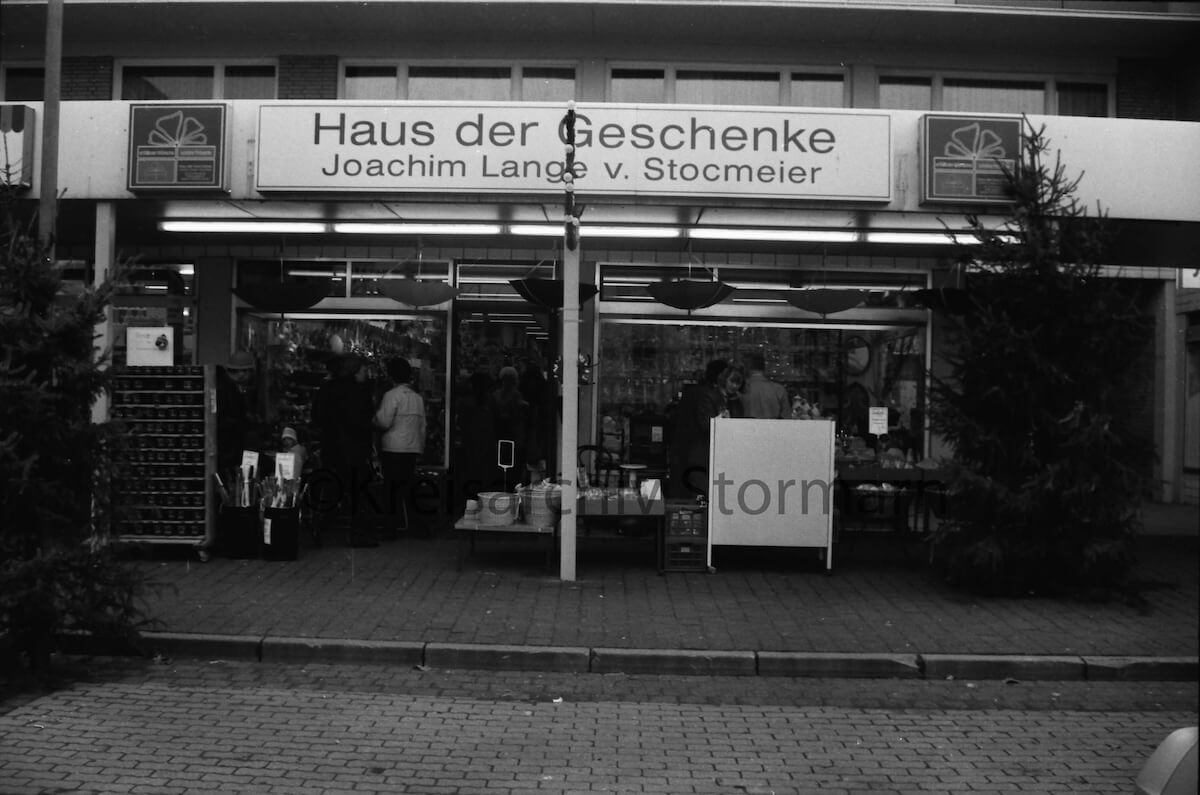 Haus der Geschenke
Joachim Lange v. Stocmeier
©Kreisarchiv Stormarn